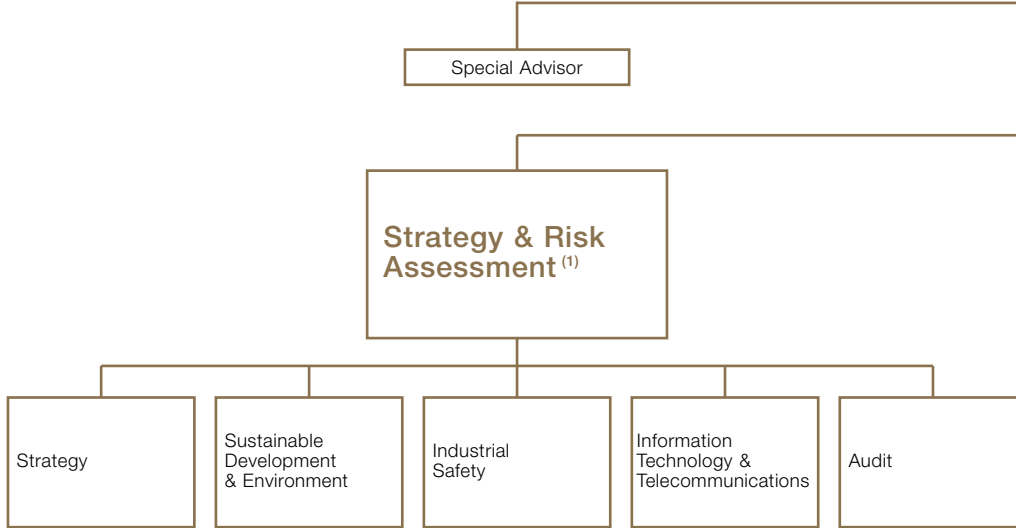 Special Advisor
Strategy & Risk
Assessment (1)
Strategy
Sustainable
Development
& Environment
Industrial
Safety
Information
Technology &
Telecommunications
Audit